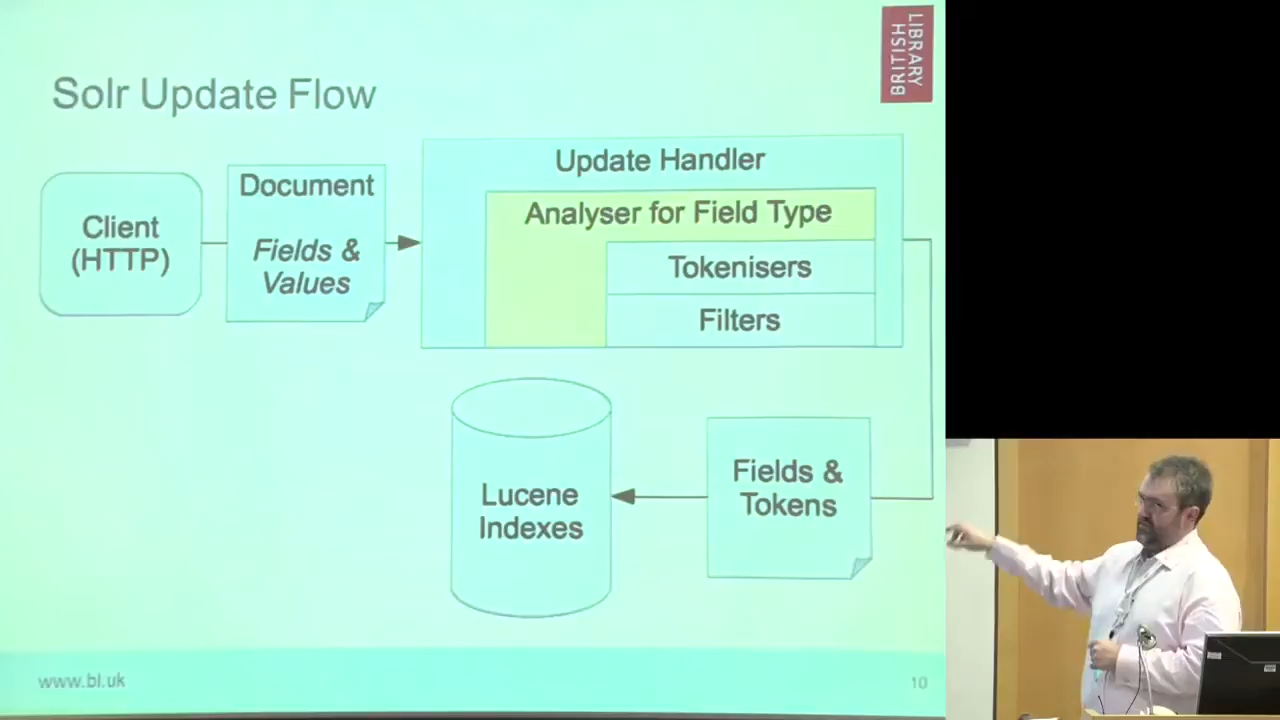 LIBRARY
BRITISH
Solr Update Flow
Client
(HTTP)
Document
Fields &
Values
Update Handler
Analyser for Field Type
Tokenisers
Filters
Lucene
Indexes
Fields &
Tokens
www.bl.uk
10